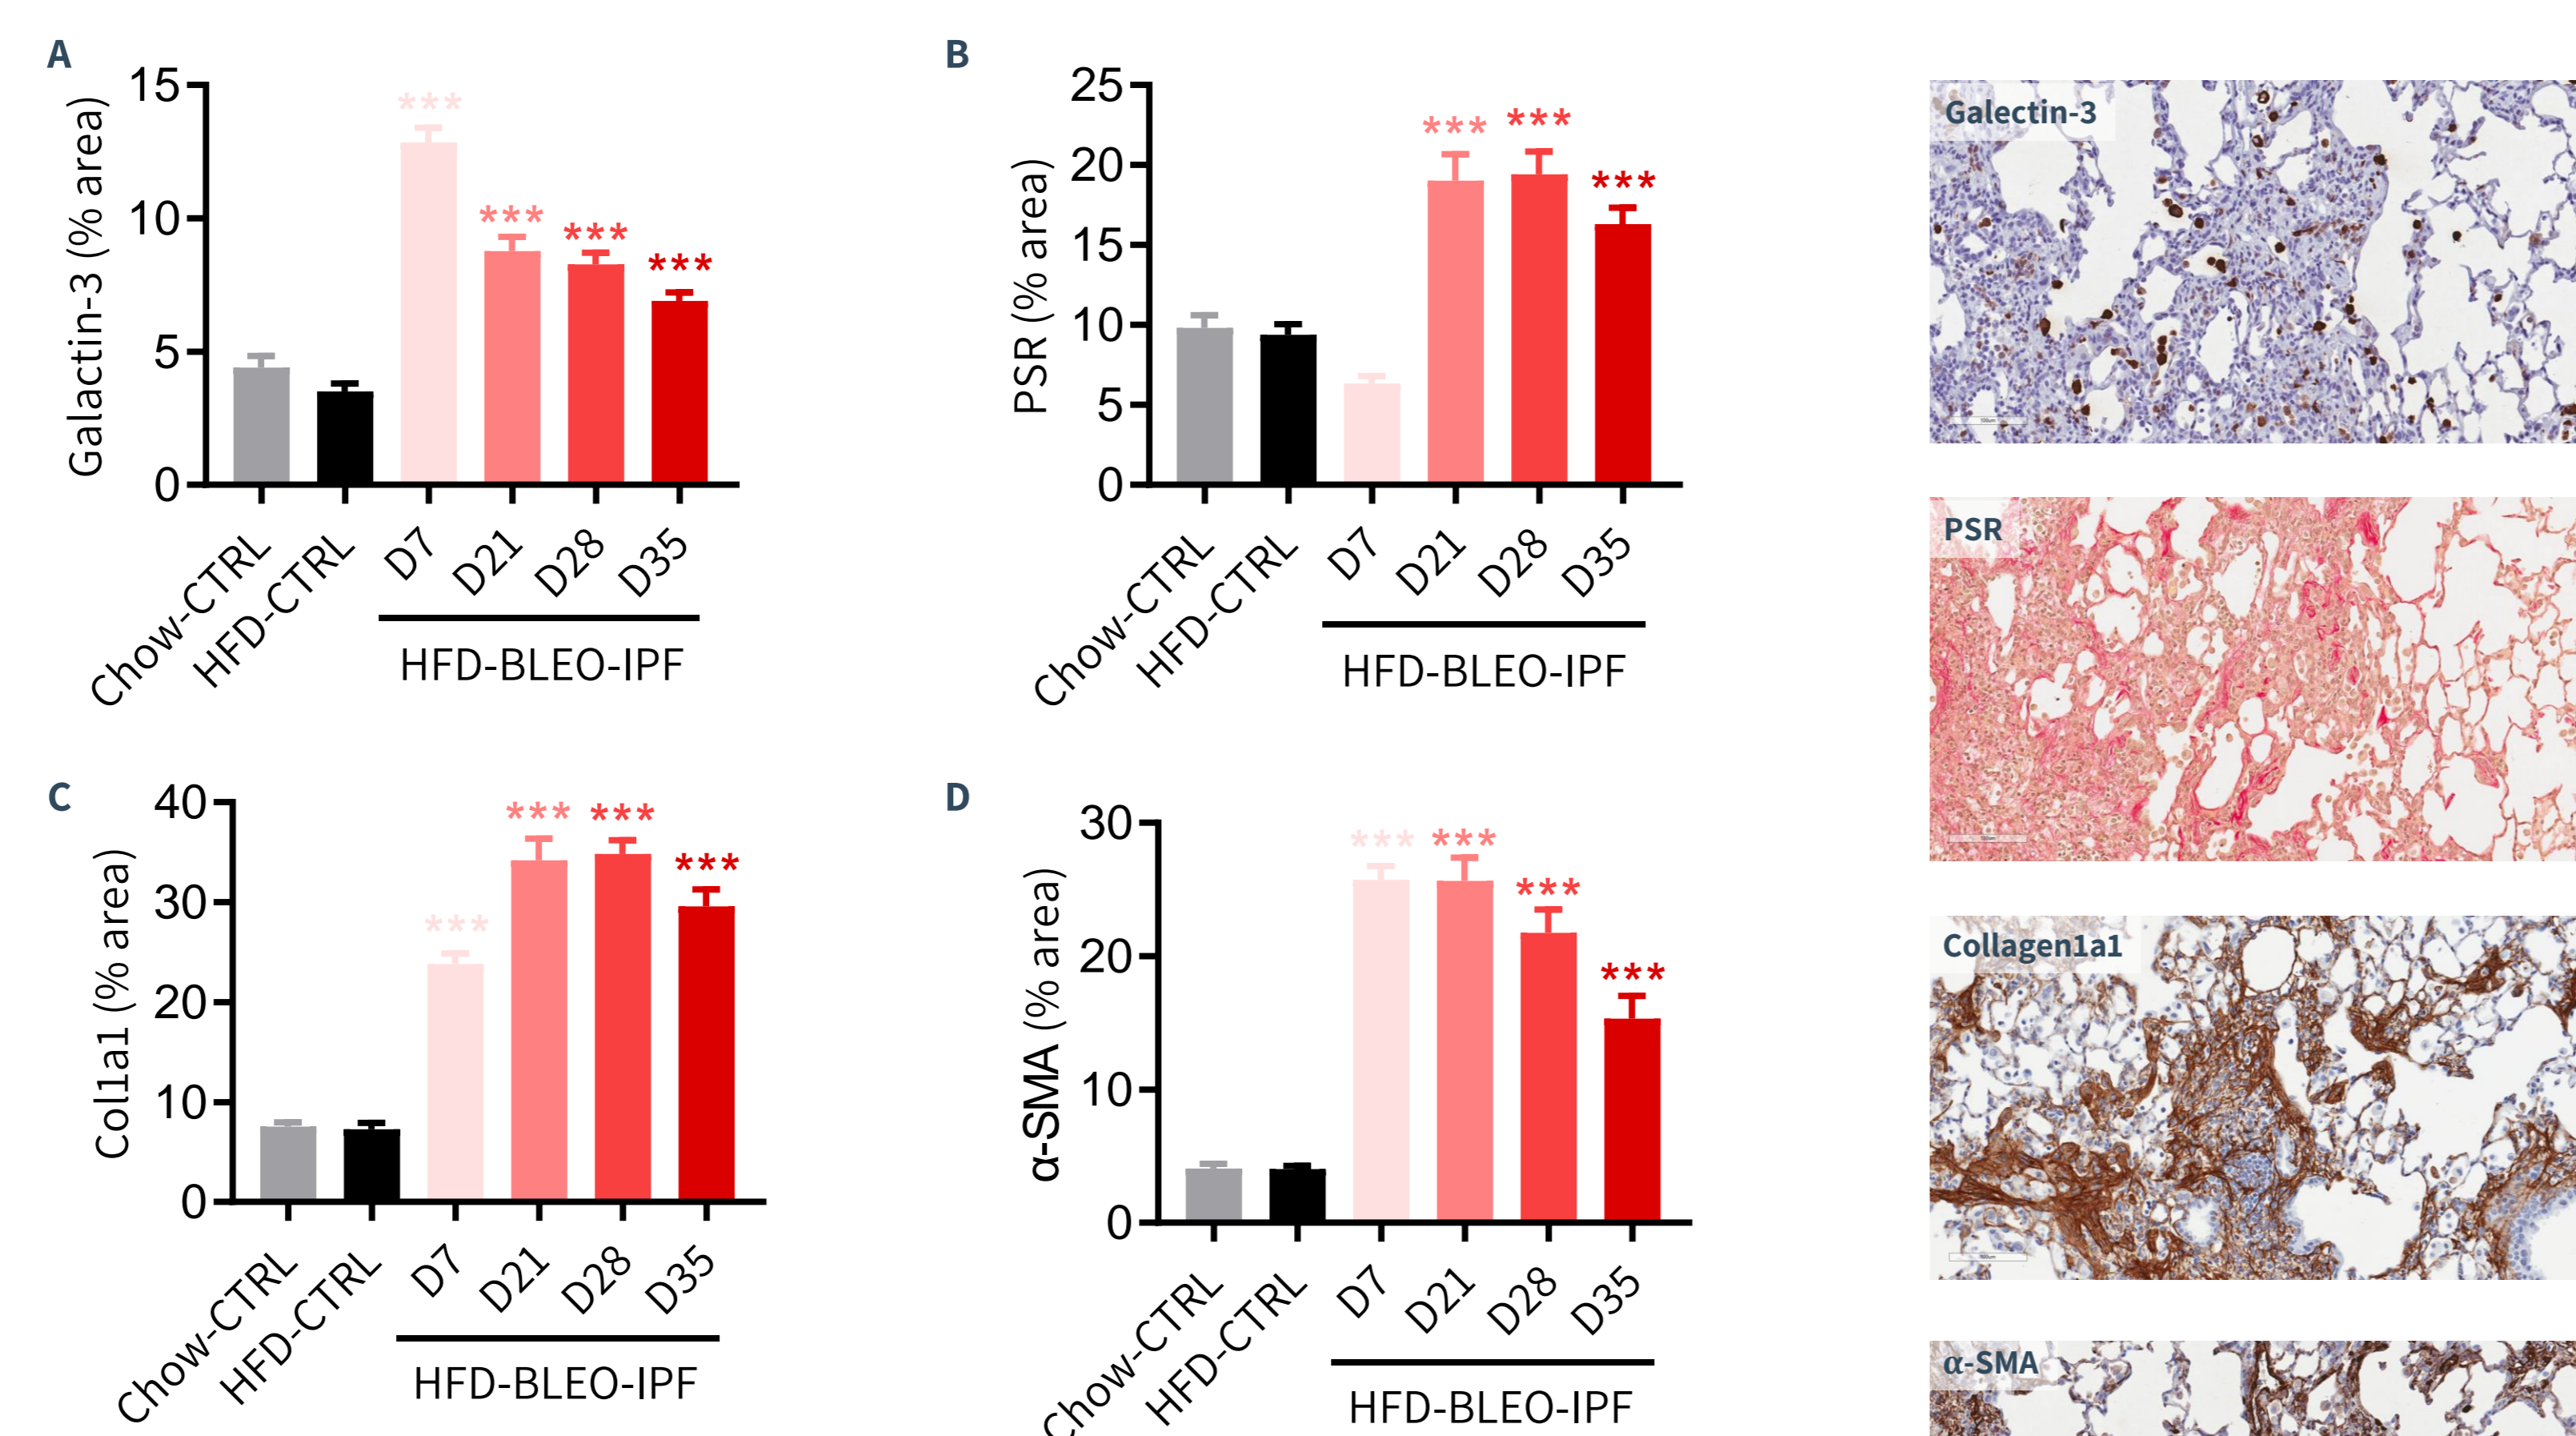 A
Galactin-3 (% area)
15
10
5
0
***
***
***
***
Chow-CTRL
HFD-CTRL
D7
D21
D28
D35
HFD-BLEO-IPF
B
PSR (% area)
25
20
15
10
5
0
***
***
***
Chow-CTRL
HFD-CTRL
D7
D21
D28
D35
HFD-BLEO-IPF
C
Col1a1 (% area)
40
30
20
10
0
***
***
***
***
Chow-CTRL
HFD-CTRL
D7
D21
D28
D35
HFD-BLEO-IPF
D
α-SMA (% area)
30
20
10
0
***
***
***
***
Chow-CTRL
HFD-CTRL
D7
D21
D28
D35
HFD-BLEO-IPF
Galectin-3
PSR
Collagen1a1
α-SMA